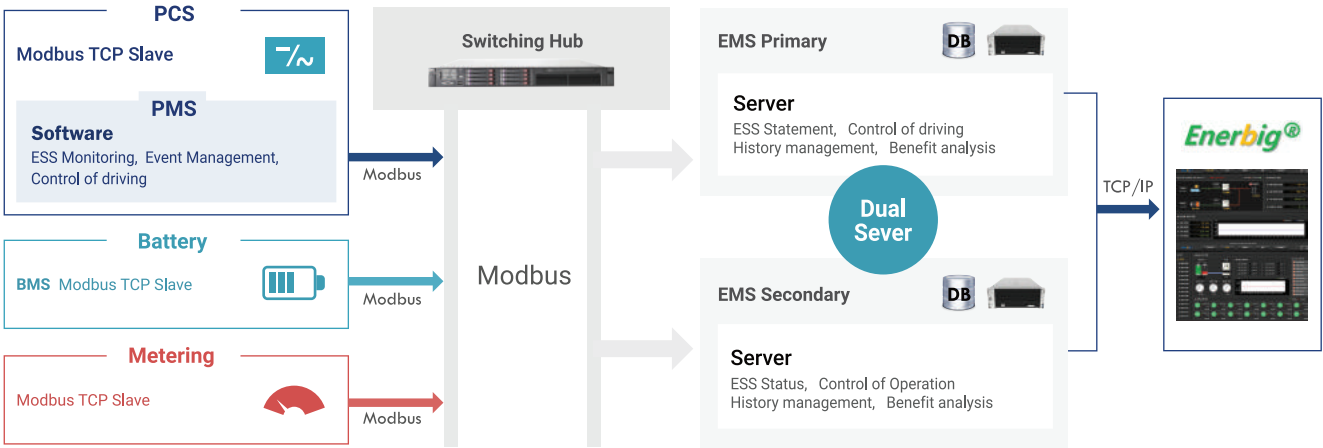 PCS
Modbus TCP Slave
PMS
Software
ESS Monitoring, Event Management,
Control of driving
Modbus
Battery
BMS Modbus TCP Slave
Modbus
Metering
Modbus TCP Slave
Modbus
Switching Hub
Modbus
EMS Primary
DB
Server
ESS Statement, Control of driving
History management, Benefit analysis
Dual
Sever
EMS Secondary
DB
Server
ESS Status, Control of Operation
History management, Benefit analysis
TCP/IP
Enerbig®